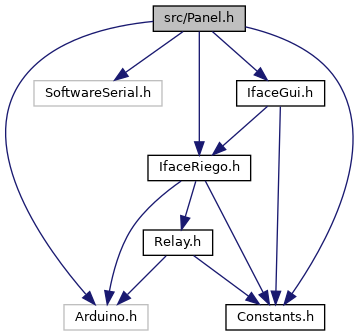 src/Panel.h
SoftwareSerial.h
IfaceGui.h
IfaceRiego.h
Relay.h
Arduino.h
Constants.h